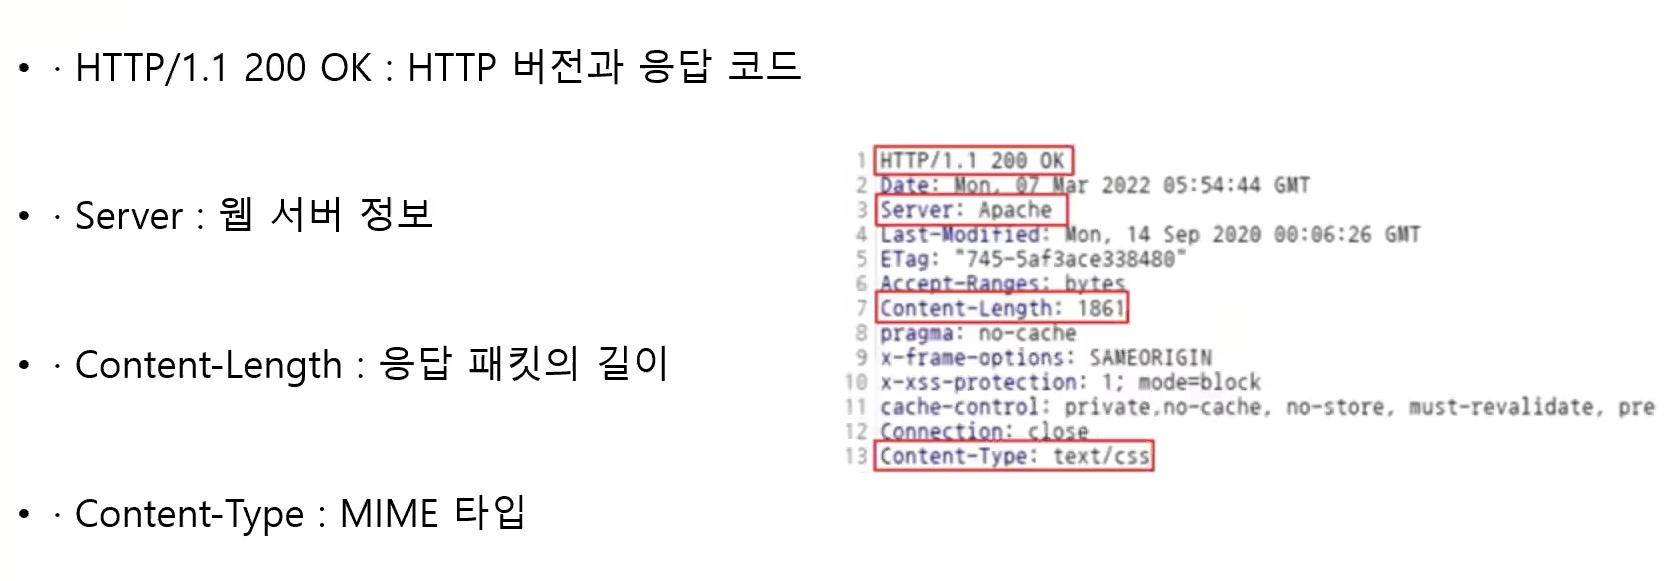 • · HTTP/1.1 200 OK : HTTP 버전과 응답 코드
• · Server : 웹 서버 정보
• · Content-Length : 응답 패킷의 길이
• · Content-Type : MIME 타입
1 HTTP/1.1 200 OK
2 Date: Mon, 07 Mar 2022 05:54:44 GMT
3 Server: Apache
4 Last-Modified: Mon, 14 Sep 2020 00:06:26 GMT
5 ETag: "745-5af3ace338480"
6 Accept-Ranges: bytes
7 Content-Length: 1861
8 pragma: no-cache
9 x-frame-options: SAMEORIGIN
10 x-xss-protection: 1; mode=block
11 cache-control: private,no-cache, no-store, must-revalidate, pre
12 Connection: close
13 Content-Type: text/css